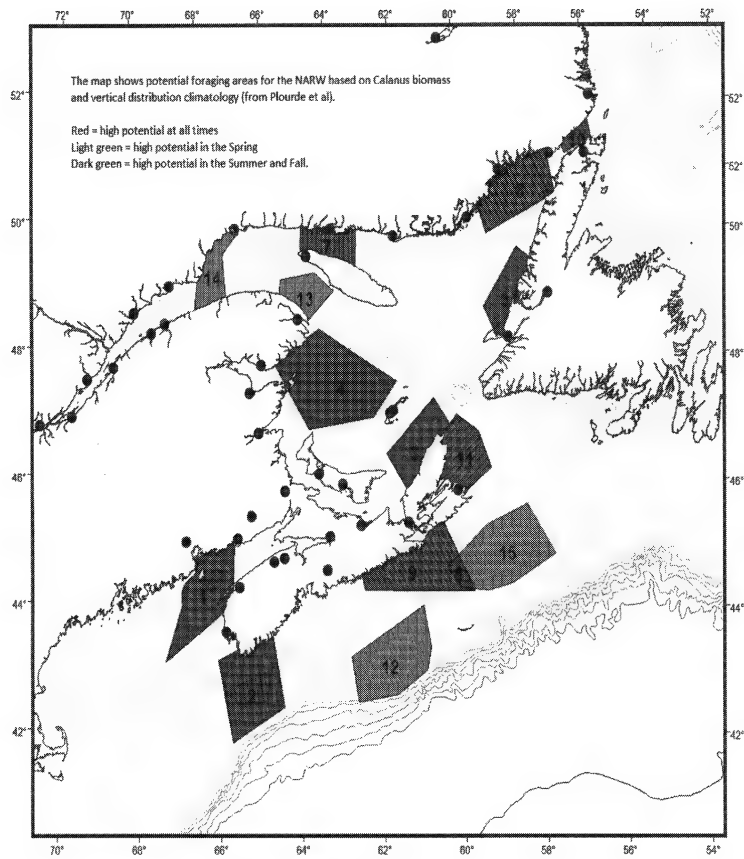 72° 70° 68° 66° 64° 62° 60° 58° 56° 54° 52°
The map shows potential foraging areas for the NARW based on Calanus biomass
and vertical distribution climatology (from Plourde et al).
Red = high potential at all times
Light green = high potential in the Spring
Dark green = high potential in the Summer and Fall.
52° 52°
52°
50° 50°
7
14
13
48° 48°
4
11
46° 46°
15
9
1
44° 44°
12
2
42° 42°
70° 68° 66° 64° 62° 60° 58° 56° 54°